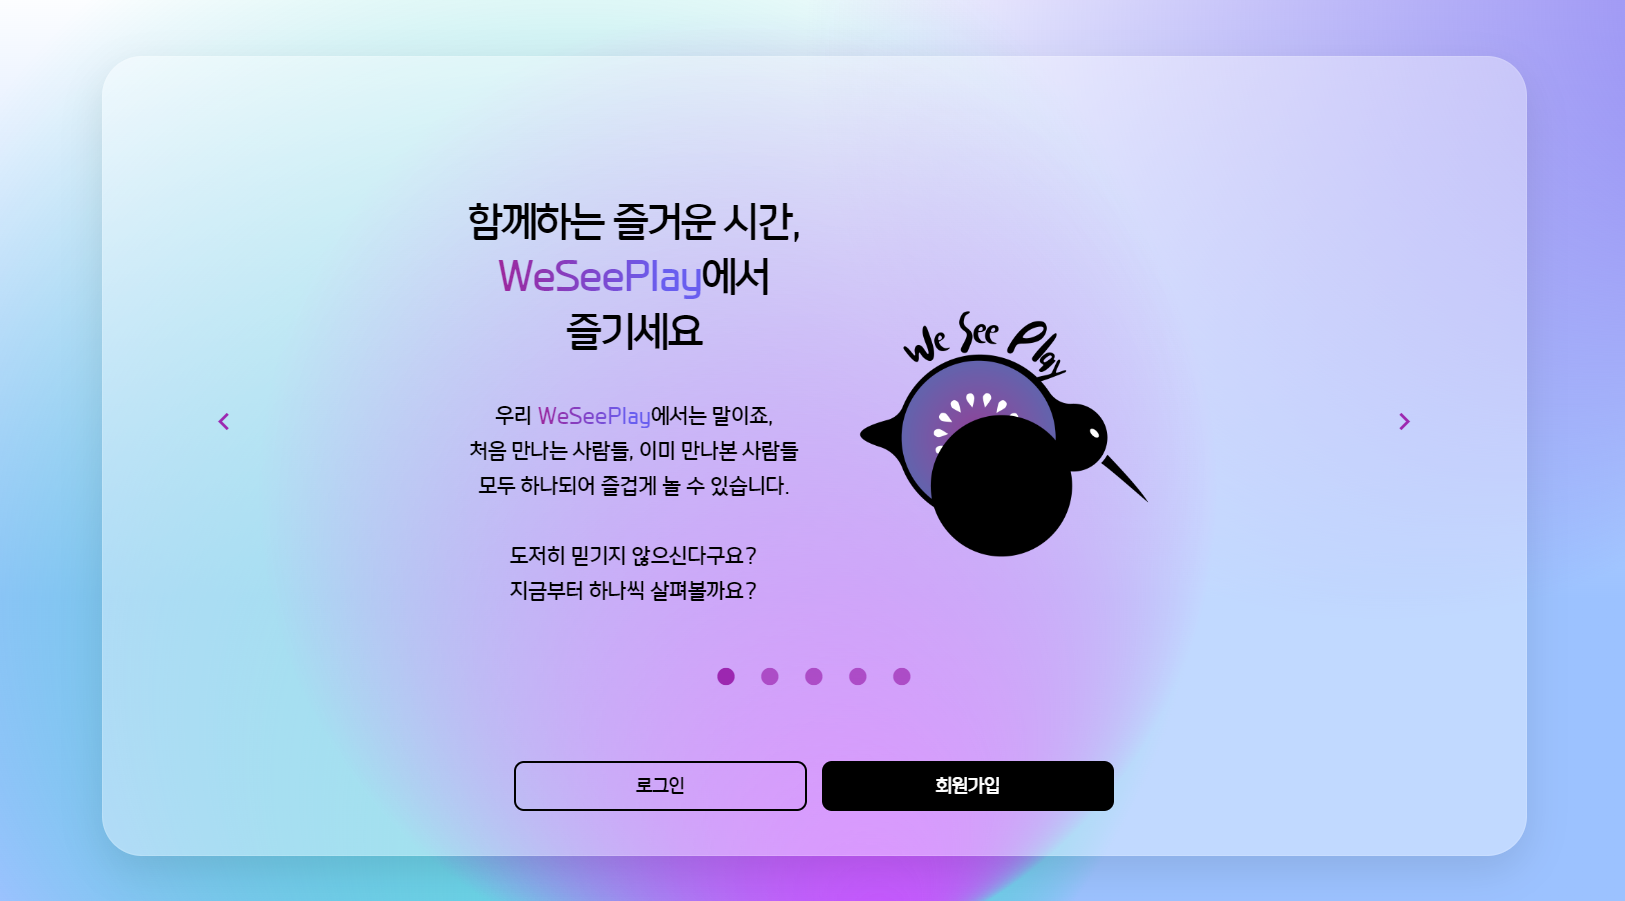 함께하는 즐거운 시간,
WeSeePlay에서
즐기세요
우리 WeSeePlay에서는 말이죠,
처음 만나는 사람들, 이미 만나본 사람들
모두 하나되어 즐겁게 놀 수 있습니다.
도저히 믿기지 않으신다구요?
지금부터 하나씩 살펴볼까요?
We See Play
로그인
회원가입